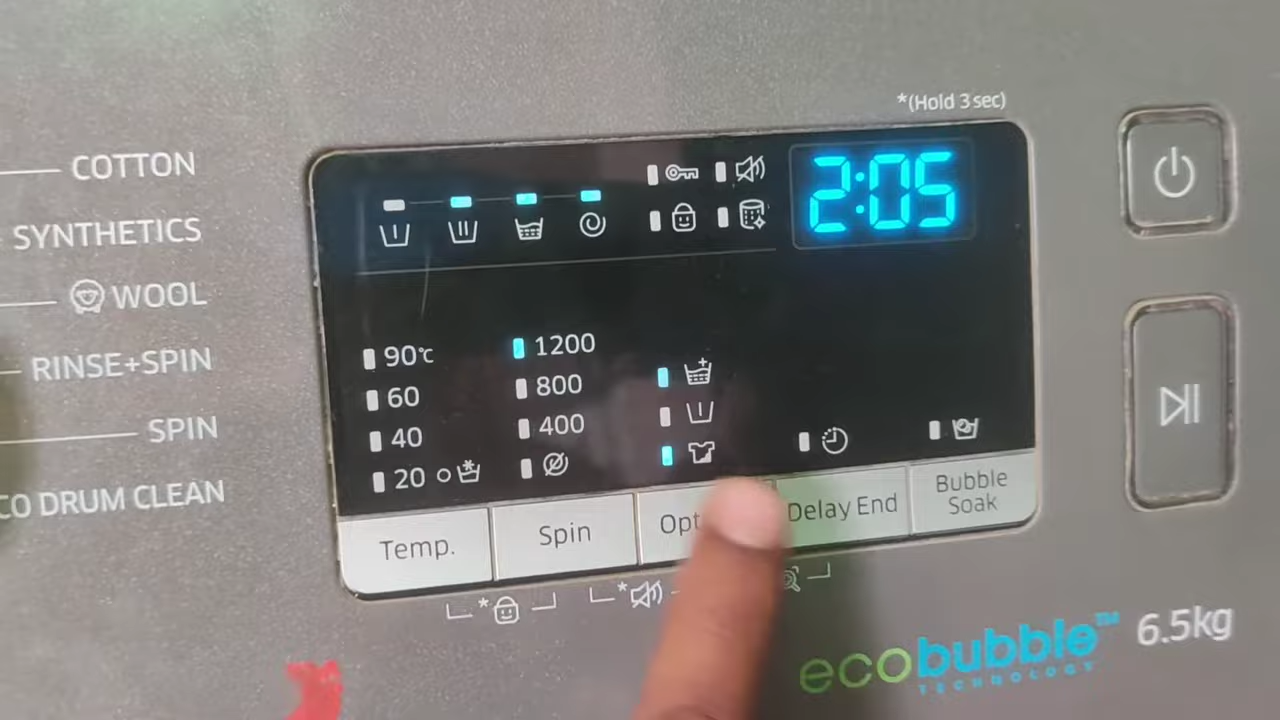 *(Hold 3 sec)
COTTON
SYNTHETICS
WOOL
RINSE+SPIN
SPIN
CO DRUM CLEAN
2:05
90℃
60
40
20
1200
800
400
Temp.
Spin
Opt
Delay End
Bubble
Soak
ecobubble™
TECHNOLOGY
6.5kg